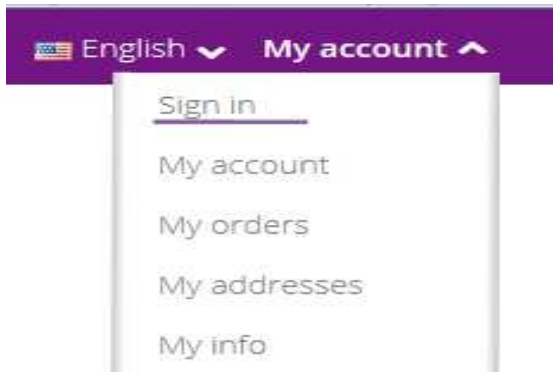 English My account
Sign in
My account
My orders
My addresses
My info